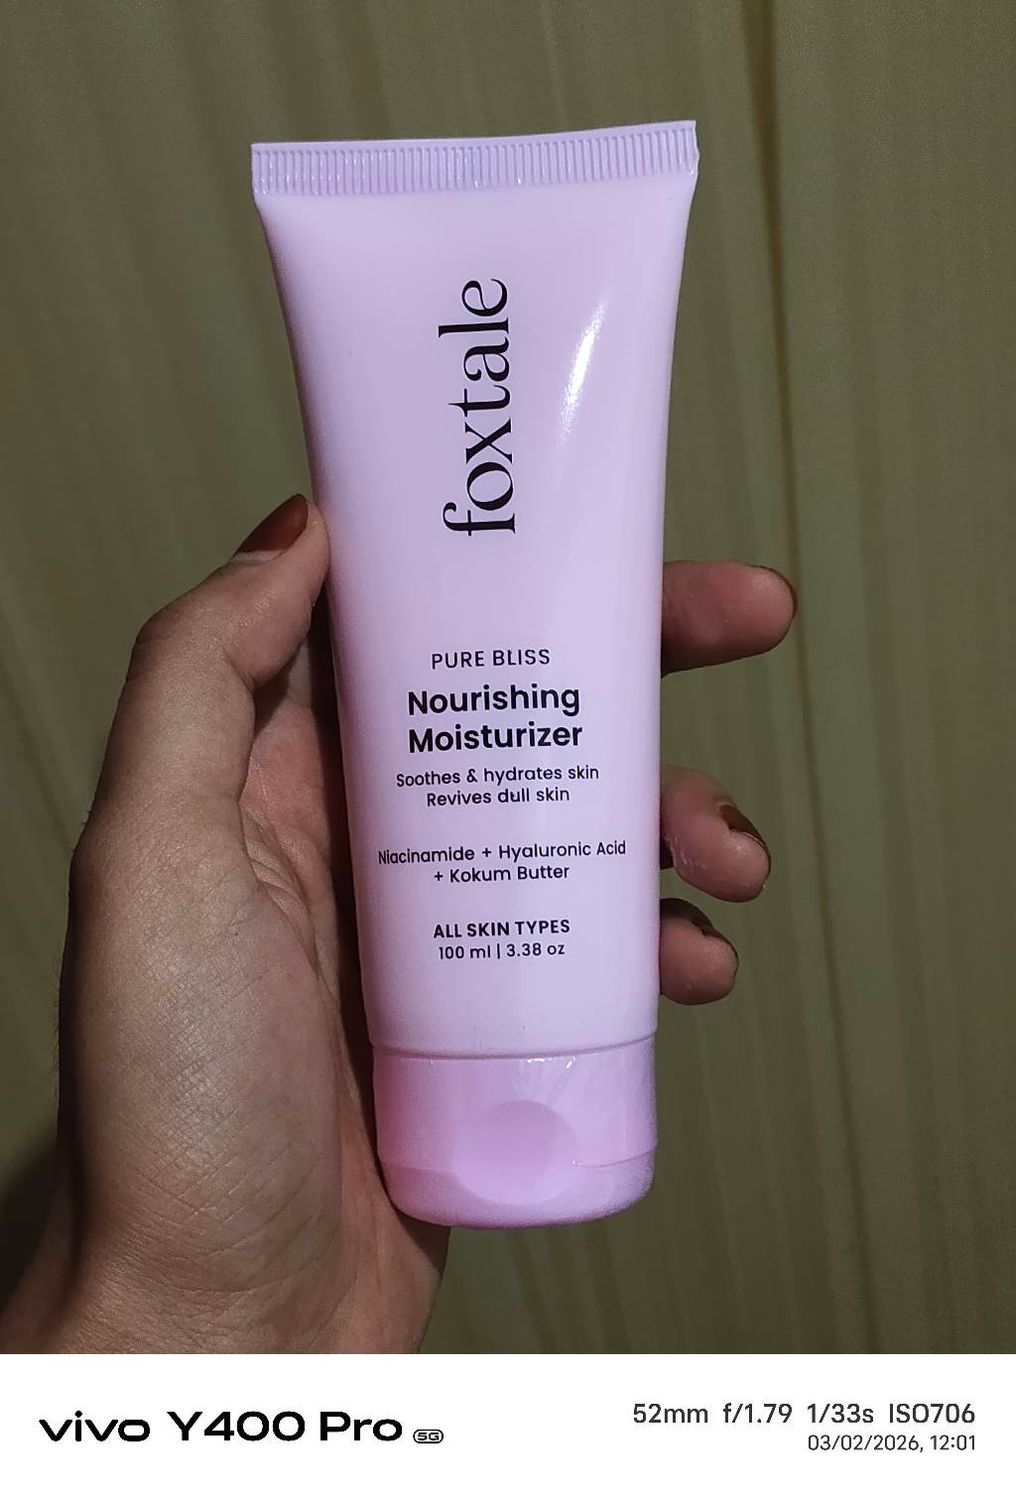 foxtale
PURE BLISS
Nourishing
Moisturizer
Soothes & hydrates skin
Revives dull skin
Niacinamide + Hyaluronic Acid
+ Kokum Butter
ALL SKIN TYPES
100 ml | 3.38 oz
vivo Y400 Pro 5G
52mm f/1.79 1/33s ISO706
03/02/2026, 12:01